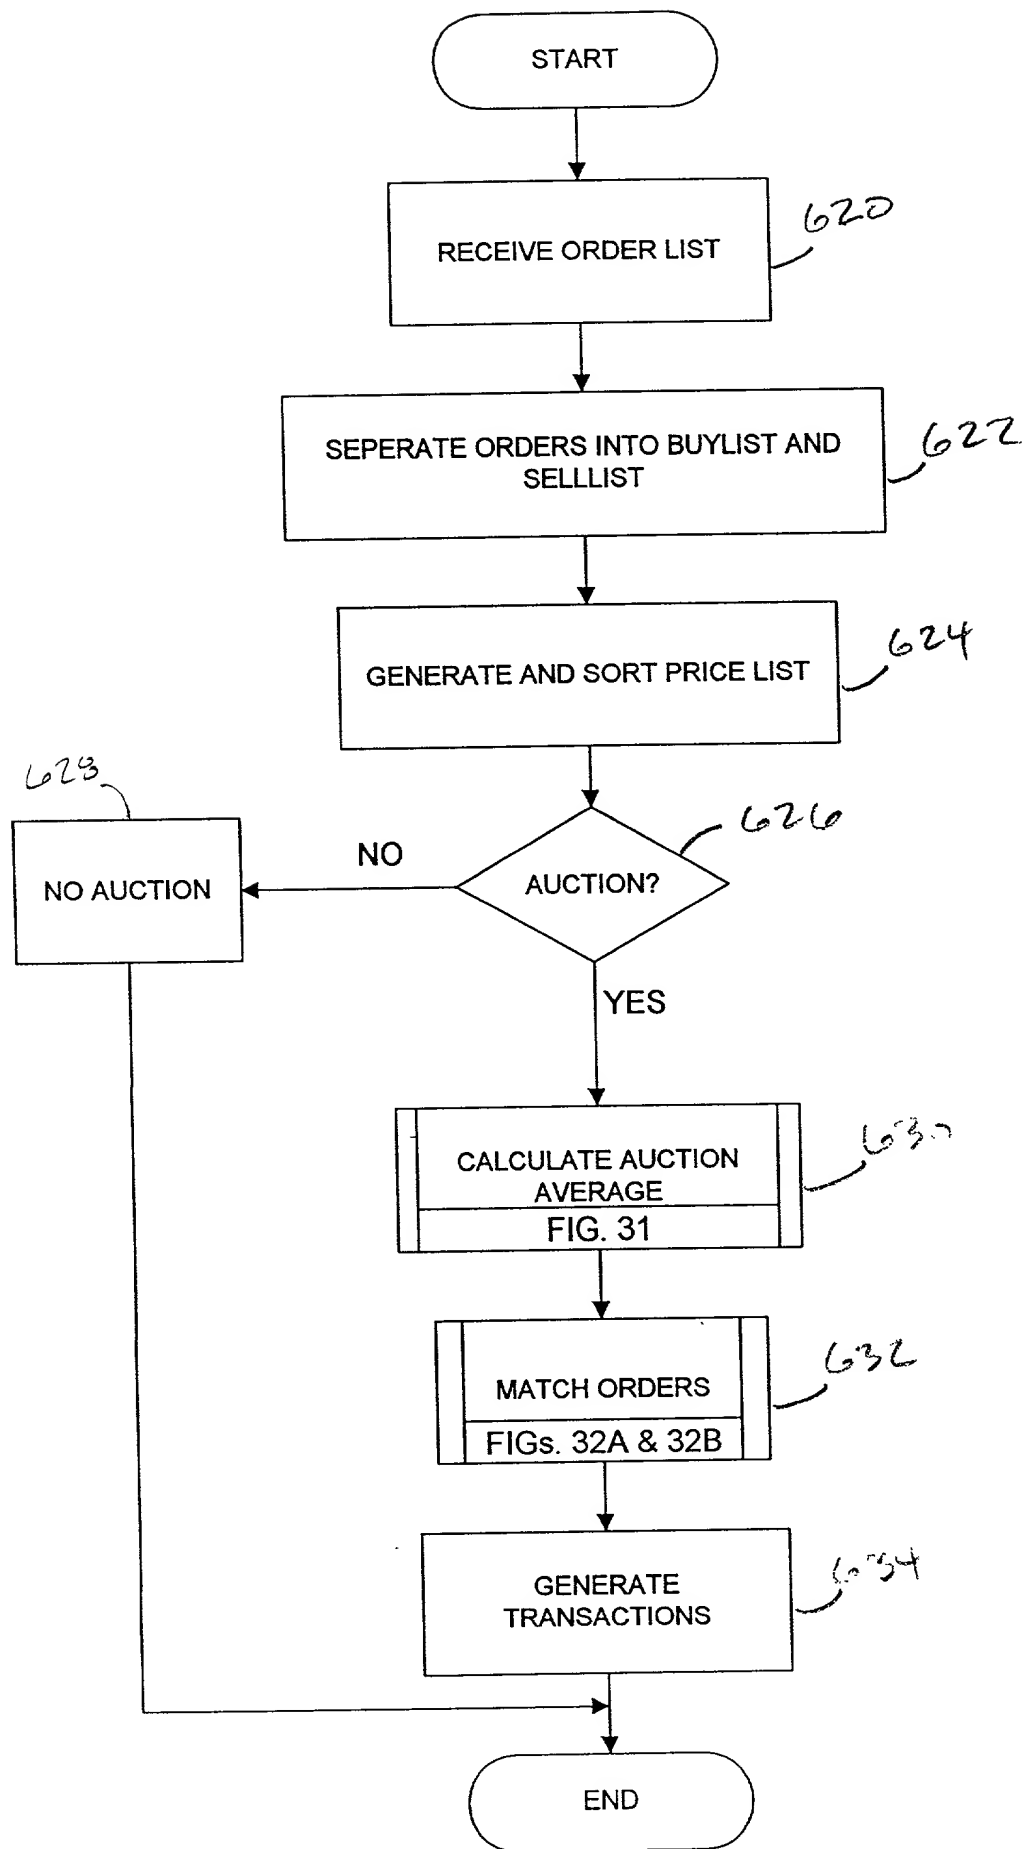 START
RECEIVE ORDER LIST
620
SEPERATE ORDERS INTO BUYLIST AND
SELLLIST
622
GENERATE AND SORT PRICE LIST
624
628
626
NO
AUCTION?
NO AUCTION
YES
CALCULATE AUCTION
AVERAGE
FIG. 31
630
MATCH ORDERS
FIGs. 32A & 32B
632
GENERATE
TRANSACTIONS
634
END